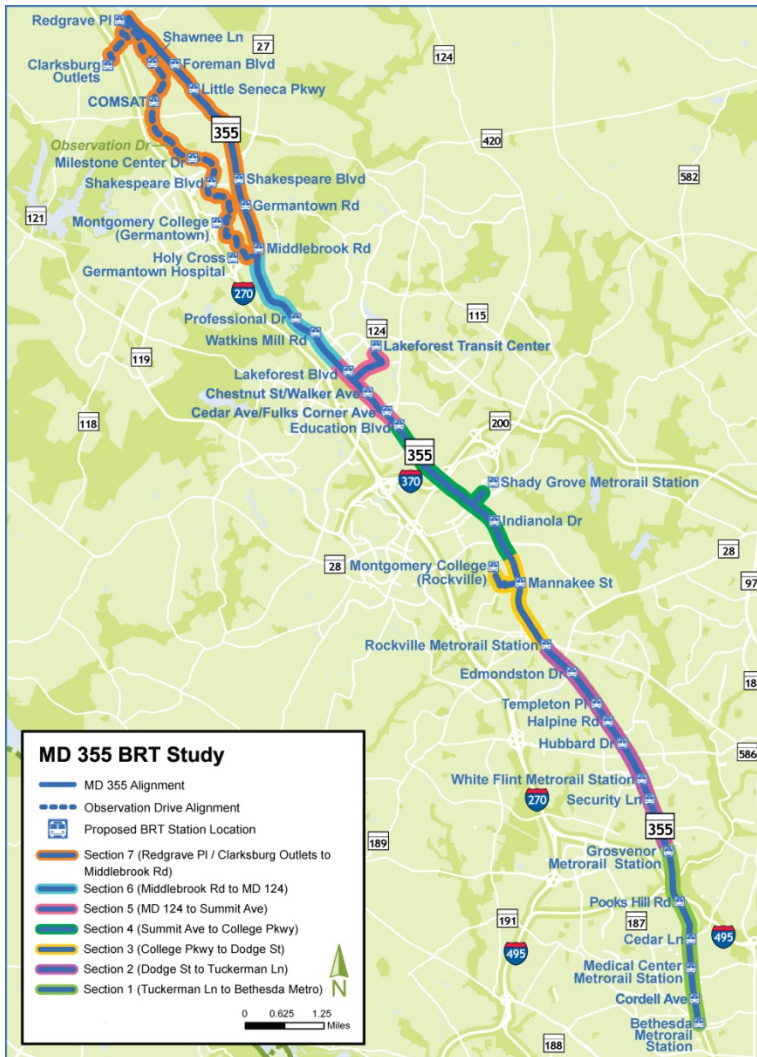 Redgrave Pl
Shawnee Ln
27
124
Clarksburg
Outlets
Foreman Blvd
Little Seneca Pkwy
COMSAT
355
420
Observation Dr
Milestone Center Dr
582
Shakespeare Blvd
Shakespeare Blvd
Germantown Rd
121
Montgomery College
(Germantown)
Middlebrook Rd
Holy Cross
Germantown Hospital
270
115
Professional Dr
124
Watkins Mill Rd
Lakeforest Transit Center
119
Lakeforest Blvd
Chestnut St/Walker Ave
Cedar Ave/Fulks Corner Ave
118
200
Education Blvd
355
370
Shady Grove Metrorail Station
Indianola Dr
28
28
Montgomery College
(Rockville)
Mannakee St
97
Rockville Metrorail Station
Edmondston Dr
18
Templeton Pl
Halpine Rd
Hubbard Dr
586
White Flint Metrorail Station
Security Ln
270
355
189
Grosvenor
Metrorail Station
Pooks Hill Rd
191
187
Cedar Ln
495
495
Medical Center
Metrorail Station
Cordell Ave
Bethesda
Metrorail
Station
188
MD 355 BRT Study
MD 355 Alignment
Observation Drive Alignment
Proposed BRT Station Location
Section 7 (Redgrave Pl / Clarksburg Outlets to
Middlebrook Rd)
Section 6 (Middlebrook Rd to MD 124)
Section 5 (MD 124 to Summit Ave)
Section 4 (Summit Ave to College Pkwy)
Section 3 (College Pkwy to Dodge St)
Section 2 (Dodge St to Tuckerman Ln)
Section 1 (Tuckerman Ln to Bethesda Metro)
N
0 0.625 1.25
Miles